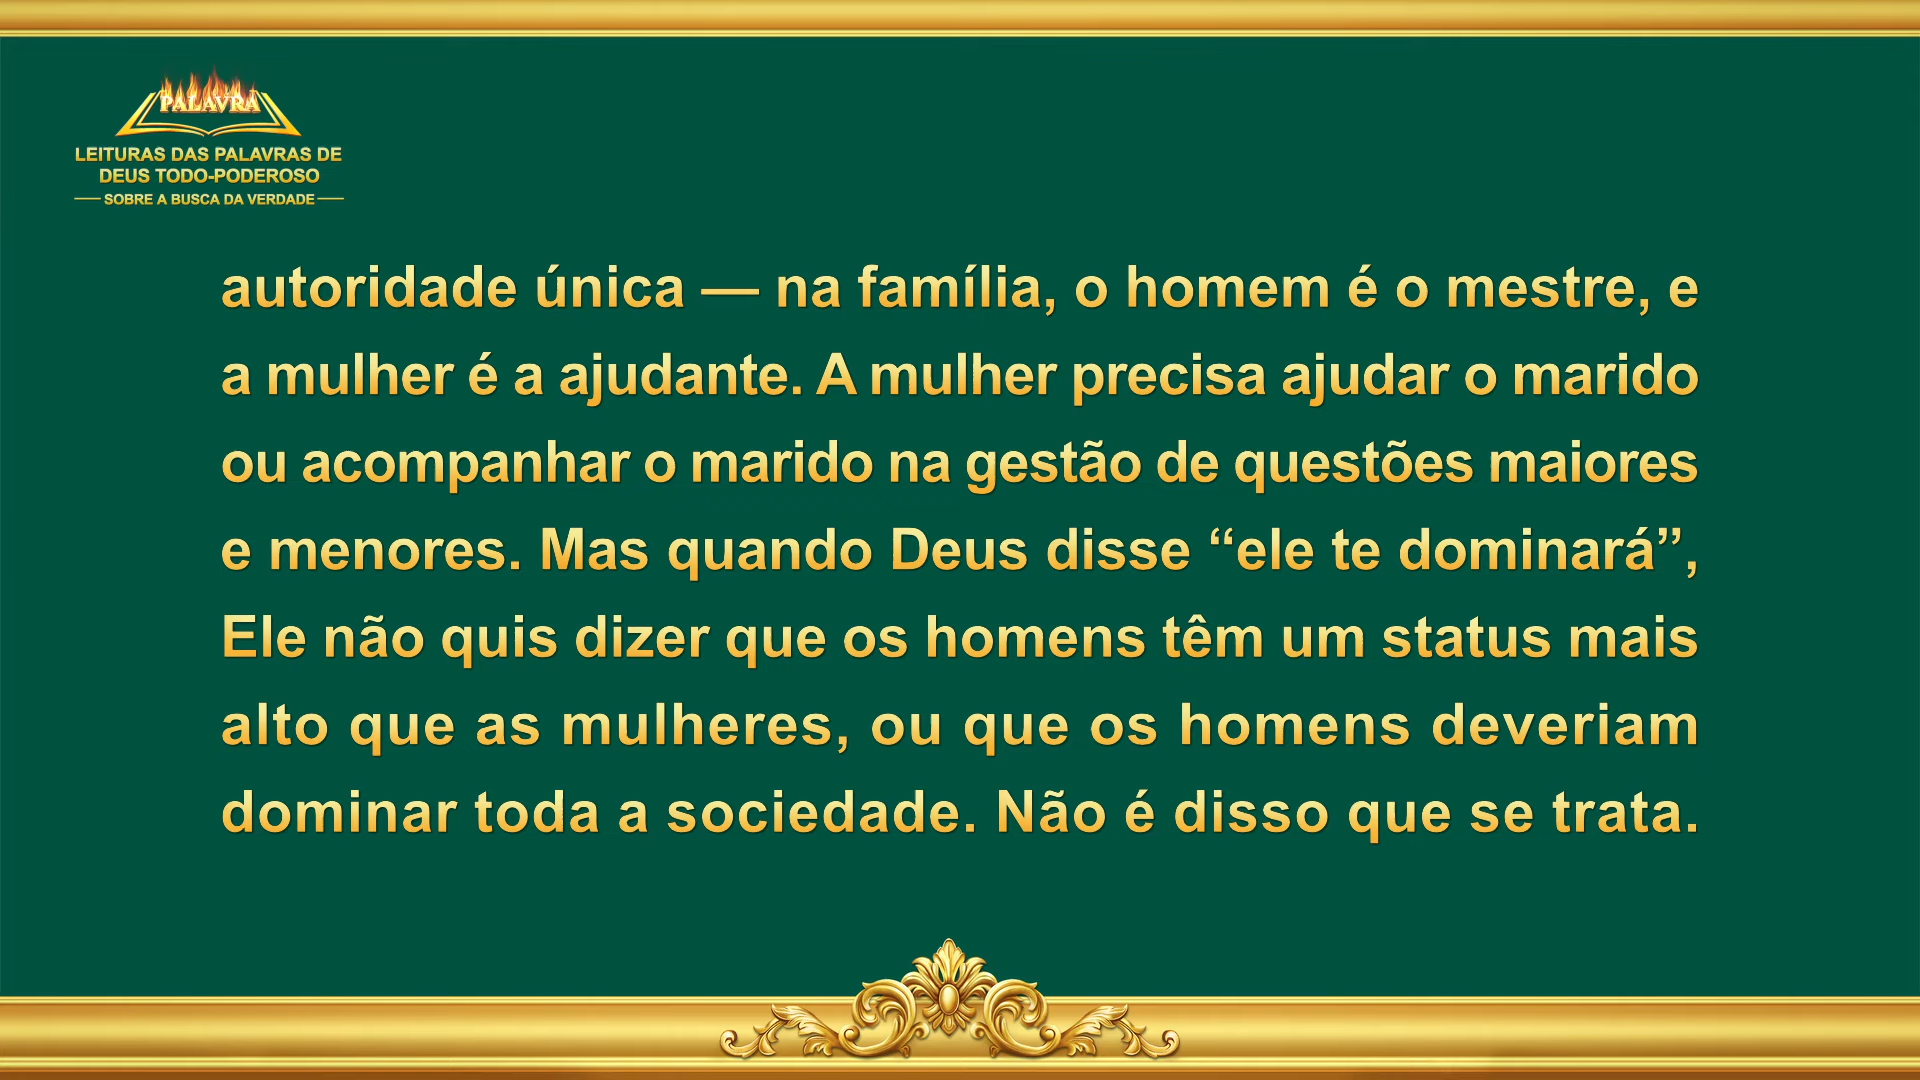 PALAVRA
LEITURAS DAS PALAVRAS DE
DEUS TODO-PODEROSO
SOBRE A BUSCA DA VERDADE
autoridade única — na família, o homem é o mestre, e
a mulher é a ajudante. A mulher precisa ajudar o marido
ou acompanhar o marido na gestão de questões maiores
e menores. Mas quando Deus disse “ele te dominará”,
Ele não quis dizer que os homens têm um status mais
alto que as mulheres, ou que os homens deveriam
dominar toda a sociedade. Não é disso que se trata.